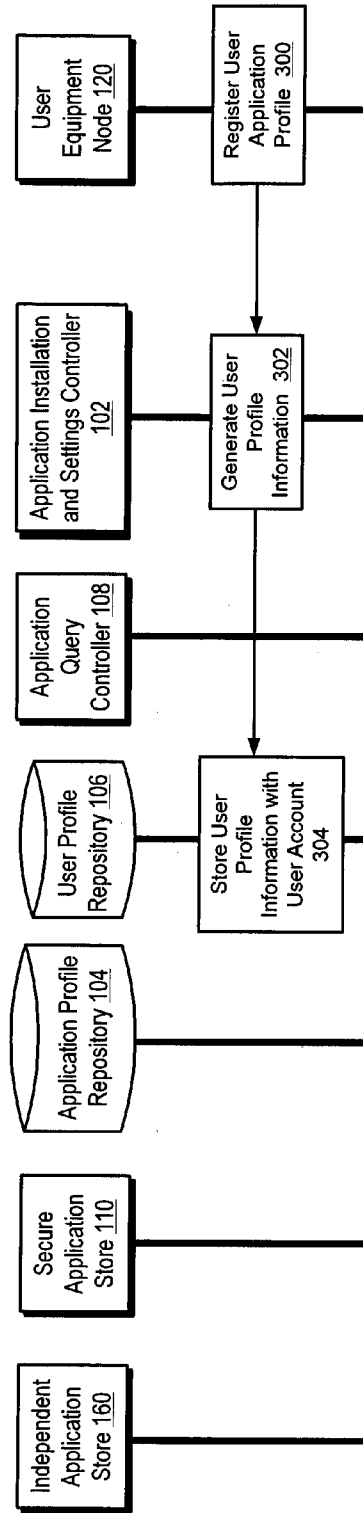 Independent
Application
Store 160
Secure
Application
Store 110
Application Profile
Repository 104
User Profile
Repository 106
Application
Query
Controller 108
Application Installation
and Settings Controller
102
User
Equipment
Node 120
Store User
Profile
Information with
User Account
304
Generate User
Profile
Information 302
Register User
Application
Profile 300